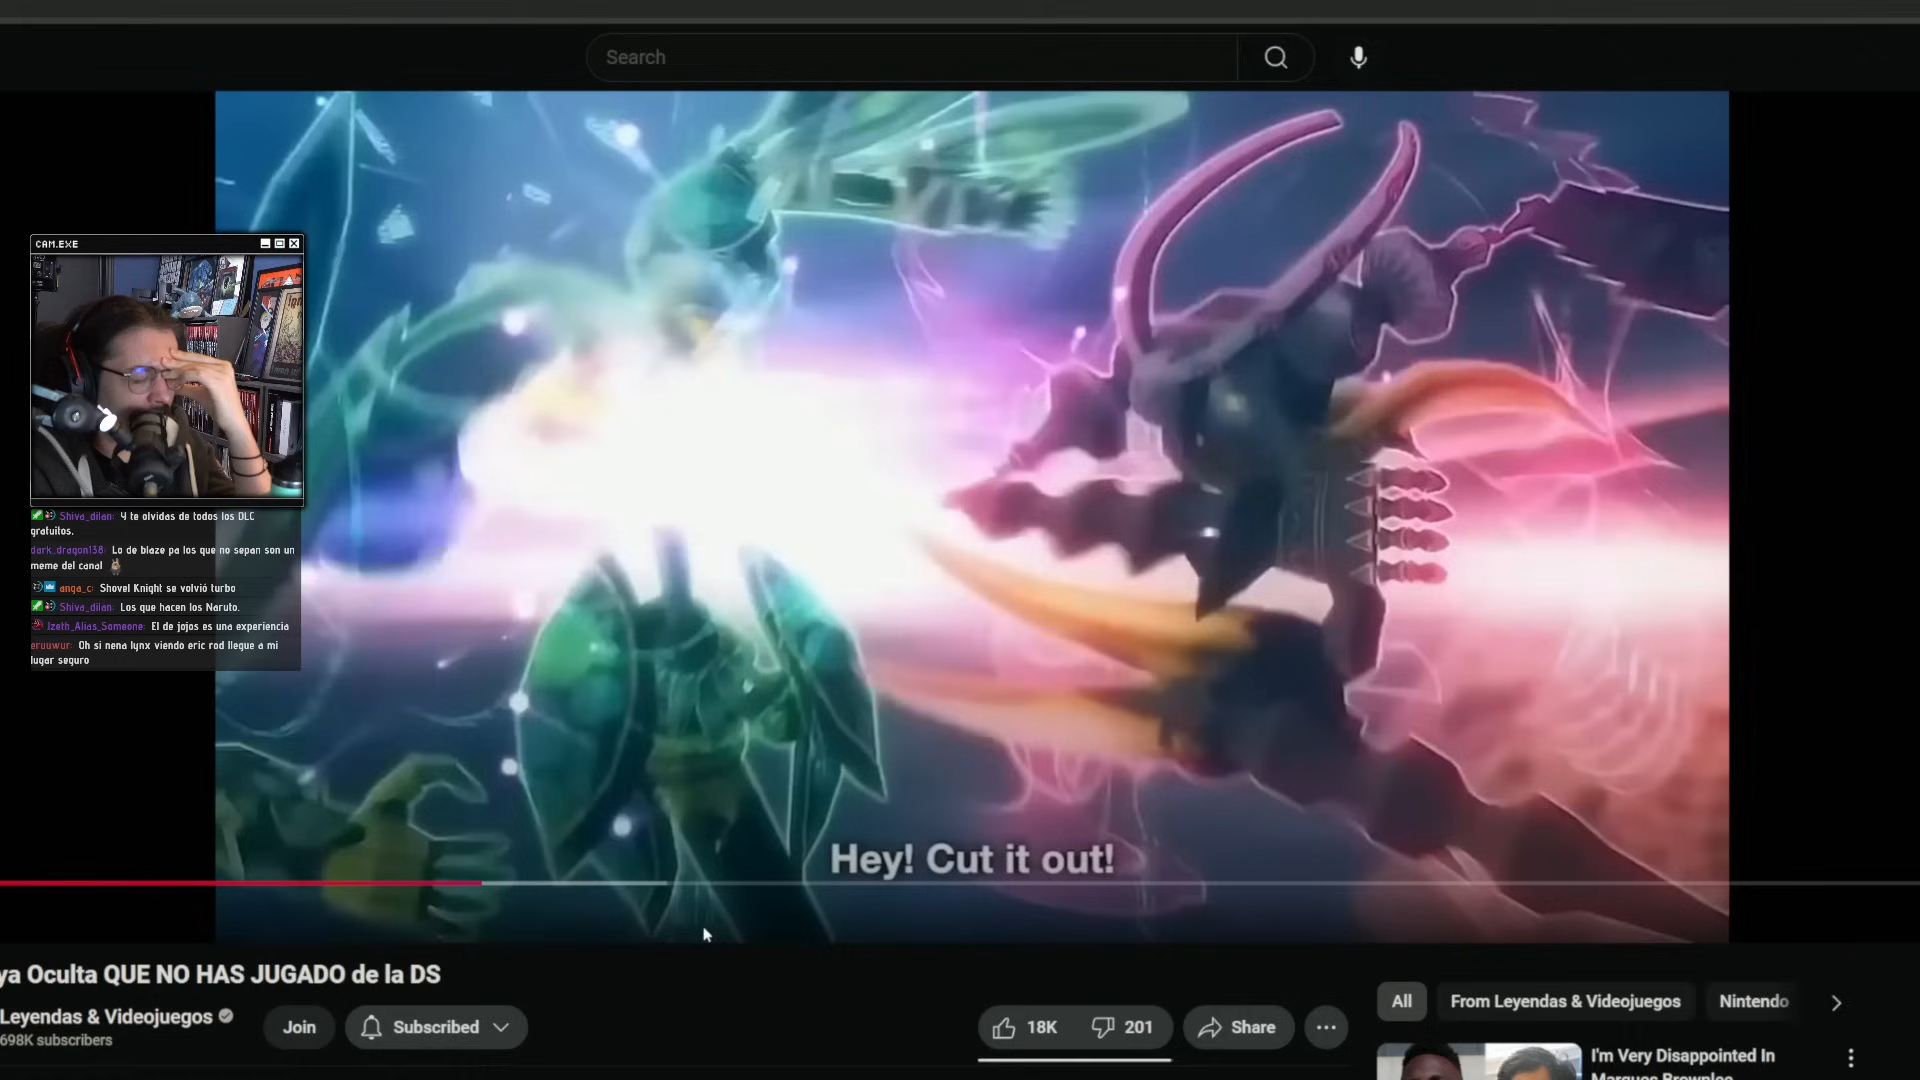 Search
CAM.EXE
Shiva_dilan: Y te olvidas de todos los DLC
gratuitos.
dark_dragon138: Lo de blaze pa los que no sepan son un
meme del canal
anga_c: Shovel Knight se volvió turbo
Shiva_dilan: Los que hacen los Naruto.
Jzeth_Alias_Someone: El de jojos es una experiencia
eruuwur: Oh si nena lynx viendo eric rod llegue a mi
lugar seguro
Hey! Cut it out!
ya Oculta QUE NO HAS JUGADO de la DS
Leyendas & Videojuegos
698K subscribers
Join
Subscribed
18K
201
Share
All
From Leyendas & Videojuegos
Nintendo
I'm Very Disappointed In
Marques Brownlee